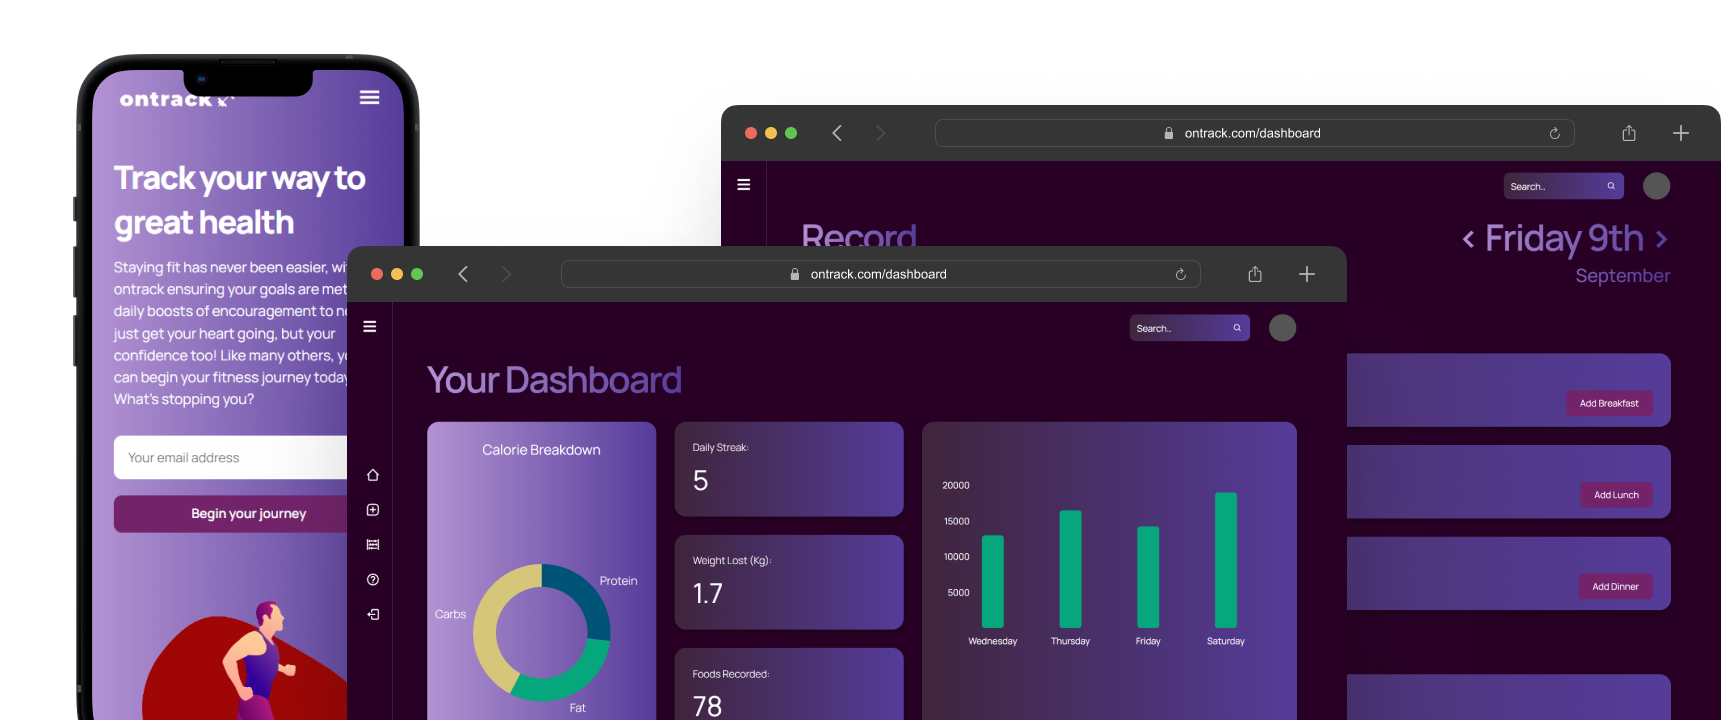 ontrack
Track your way to
great health
Staying fit has never been easier, wi
ontrack ensuring your goals are met
daily boosts of encouragement to n
just get your heart going, but your
confidence too! Like many others, y
can begin your fitness journey today
What's stopping you?
Your email address
Begin your journey
ontrack.com/dashboard
Search..
Record
Friday 9th
September
Add Breakfast
Add Lunch
Add Dinner
ontrack.com/dashboard
Search..
Your Dashboard
Calorie Breakdown
Protein
Carbs
Fat
Daily Streak:
5
Weight Lost (Kg):
1.7
Foods Recorded:
78
20000
15000
10000
5000
Wednesday
Thursday
Friday
Saturday